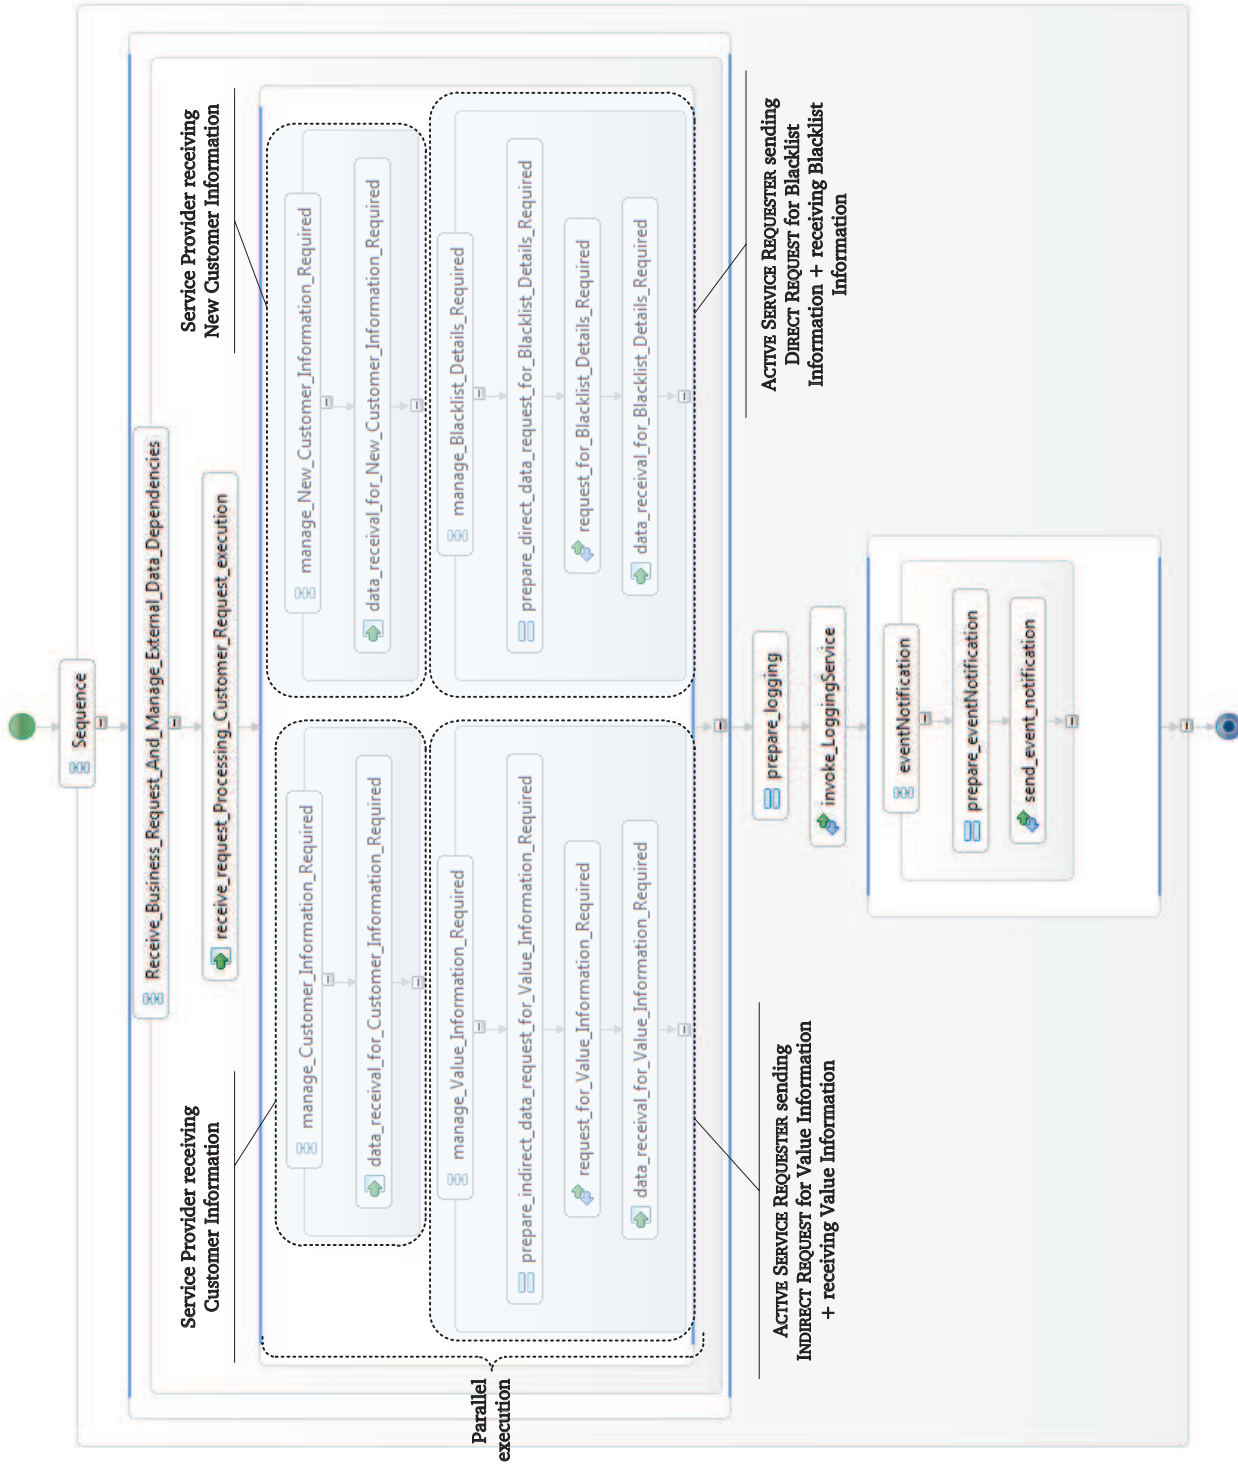 Sequence
Receive_Business_Request_And_Manage_External_Data_Dependencies
receive_request_Processing_Customer_Request_execution
Service Provider receiving
Customer Information
Service Provider receiving
New Customer Information
manage_Customer_Information_Required
data_receival_for_Customer_Information_Required
manage_New_Customer_Information_Required
data_receival_for_New_Customer_Information_Required
Parallel
execution
manage_Value_Information_Required
prepare_indirect_data_request_for_Value_Information_Required
request_for_Value_Information_Required
data_receival_for_Value_Information_Required
manage_Blacklist_Details_Required
prepare_direct_data_request_for_Blacklist_Details_Required
request_for_Blacklist_Details_Required
data_receival_for_Blacklist_Details_Required
ACTIVE SERVICE REQUESTER sending
INDIRECT REQUEST for Value Information
+ receiving Value Information
ACTIVE SERVICE REQUESTER sending
DIRECT REQUEST for Blacklist
Information + receiving Blacklist
Information
prepare_logging
invoke_LoggingService
eventNotification
prepare_eventNotification
send_event_notification